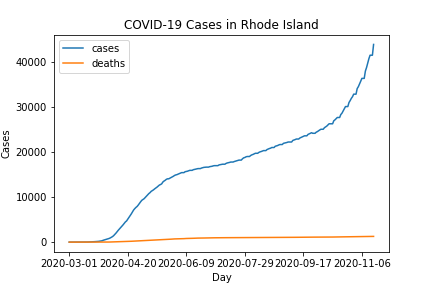 COVID-19 Cases in Rhode Island
cases
deaths
40000
30000
20000
10000
0
Cases
2020-03-01 2020-04-20 2020-06-09 2020-07-29 2020-09-17 2020-11-06
Day